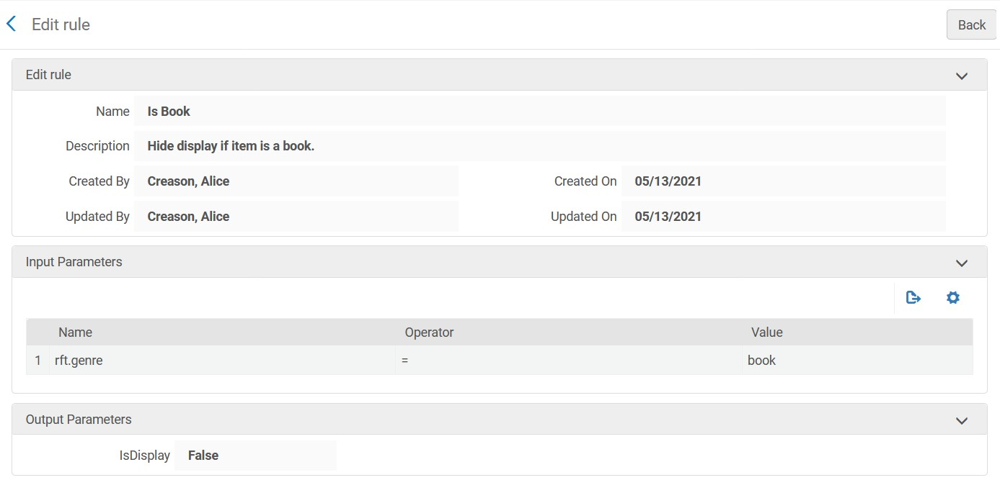 Edit rule Back
Edit rule
Name Is Book
Description Hide display if item is a book.
Created By Creason, Alice Created On 05/13/2021
Updated By Creason, Alice Updated On 05/13/2021
Input Parameters
Name Operator Value
1 rft.genre = book
Output Parameters
IsDisplay False